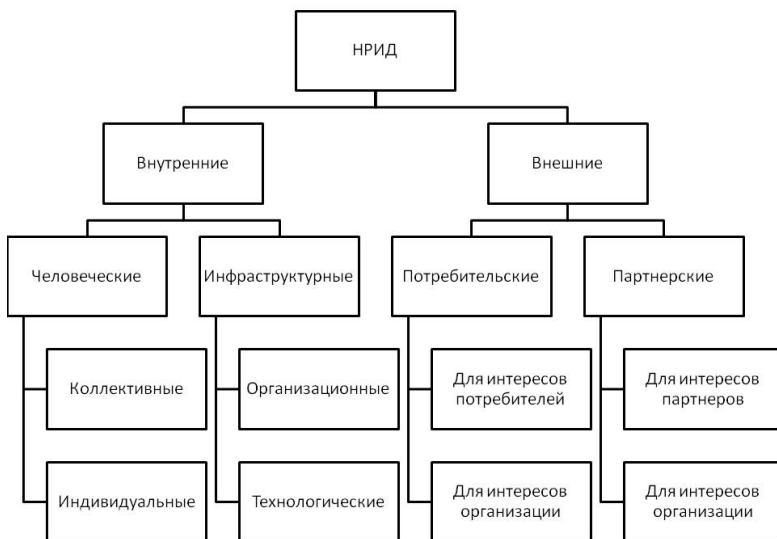 НРИД
Внутренние
Внешние
Человеческие
Инфраструктурные
Потребительские
Партнерские
Коллективные
Организационные
Для интересов
потребителей
Для интересов
партнеров
Индивидуальные
Технологические
Для интересов
организации
Для интересов
организации